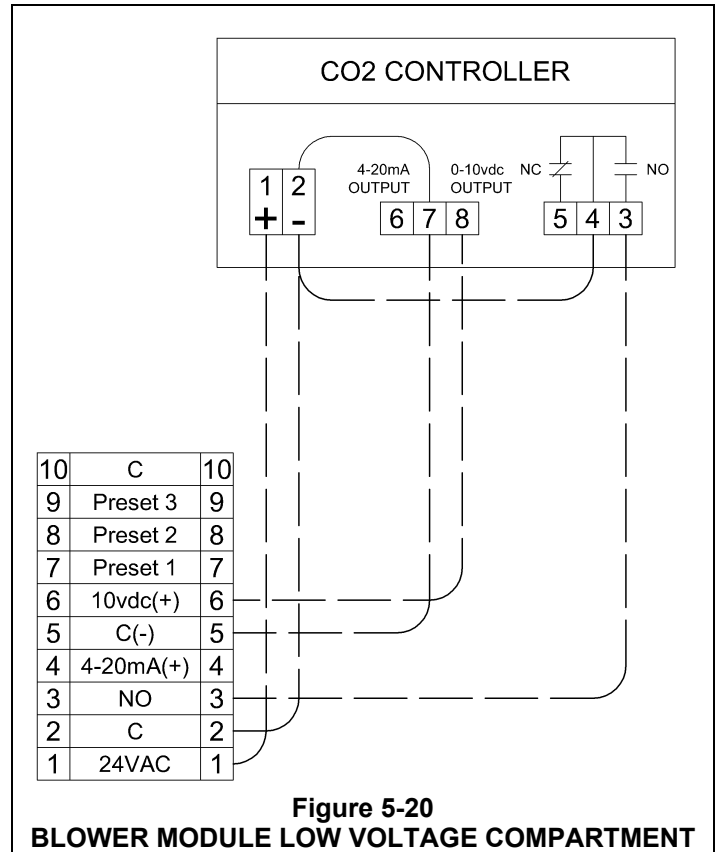 CO2 CONTROLLER
4-20mA 0-10vdc NC NO
OUTPUT OUTPUT
1 2
+ -
6 7 8 5 4 3
10 C 10
9 Preset 3 9
8 Preset 2 8
7 Preset 1 7
6 10vdc(+) 6
5 C(-) 5
4 4-20mA(+) 4
3 NO 3
2 C 2
1 24VAC 1
Figure 5-20
BLOWER MODULE LOW VOLTAGE COMPARTMENT